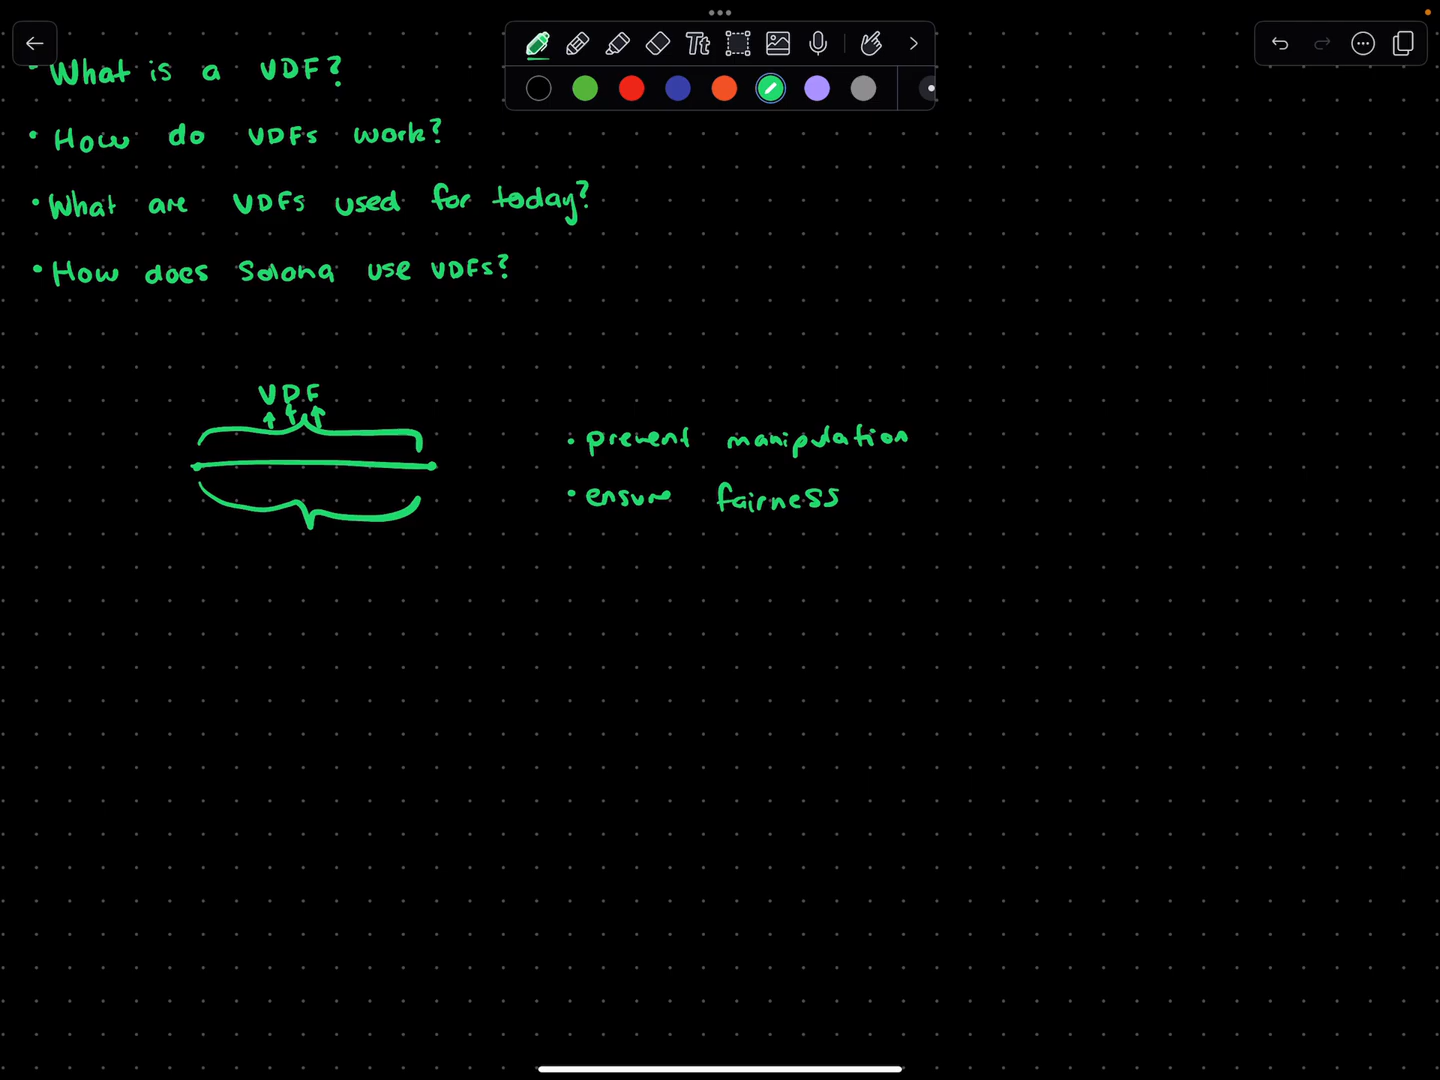 • What is a VDF?
• How do VDFs work?
• What are VDFs used for today?
• How does Solana use VDFs?
VDF
• prevent manipulation
• ensure fairness
Tt